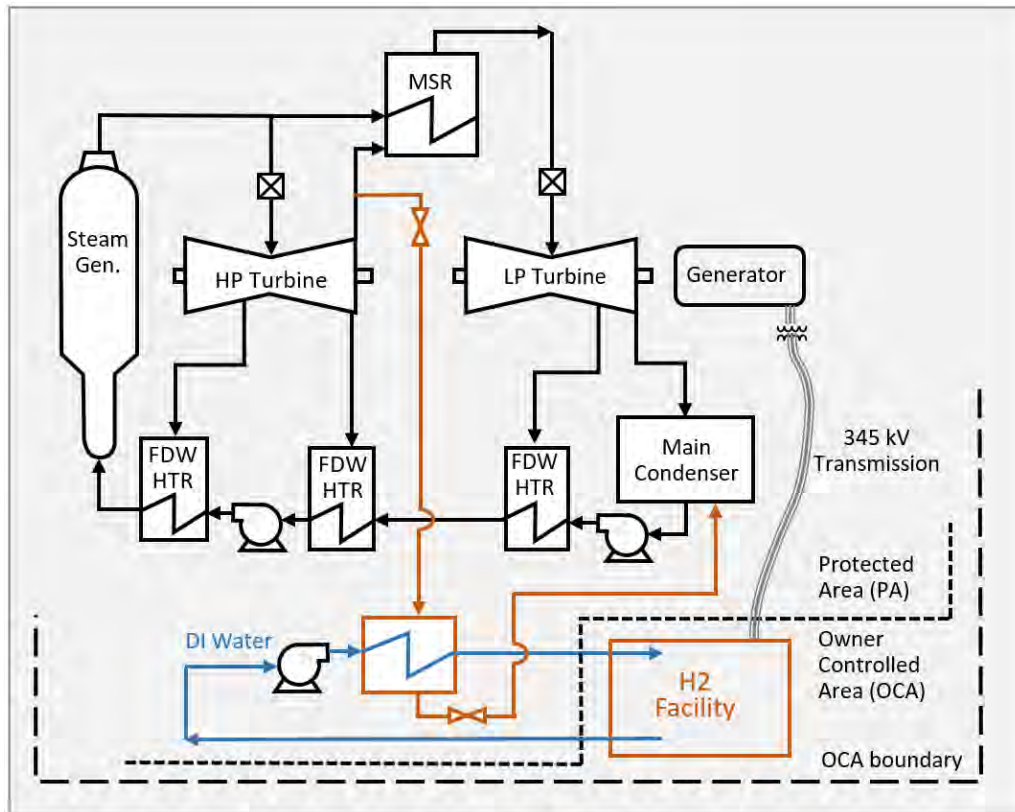 MSR
Steam
Gen.
HP Turbine
LP Turbine
Generator
FDW
HTR
FDW
HTR
FDW
HTR
Main
Condenser
345 kV
Transmission
Protected
Area (PA)
DI Water
H2
Facility
Owner
Controlled
Area (OCA)
OCA boundary